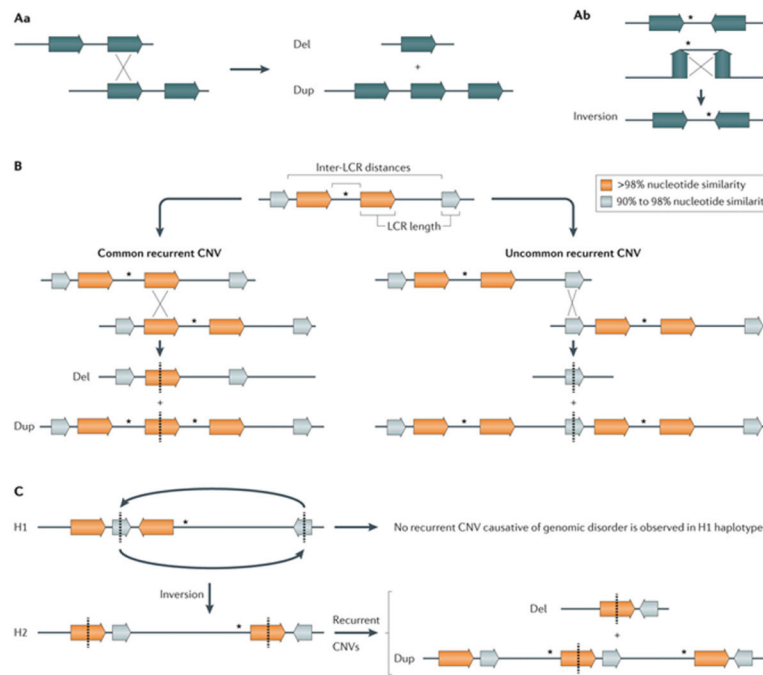 Aa
Ab
Del
+
Dup
*
*
Inversion
*
B
Inter-LCR distances
*
LCR length
>98% nucleotide similarity
90% to 98% nucleotide similarit
Common recurrent CNV
Uncommon recurrent CNV
*
*
*
*
Del
+
+
Dup
*
*
*
*
C
H1
*
No recurrent CNV causative of genomic disorder is observed in H1 haplotype
Inversion
H2
*
Recurrent
CNVs
Del
+
Dup
*
*